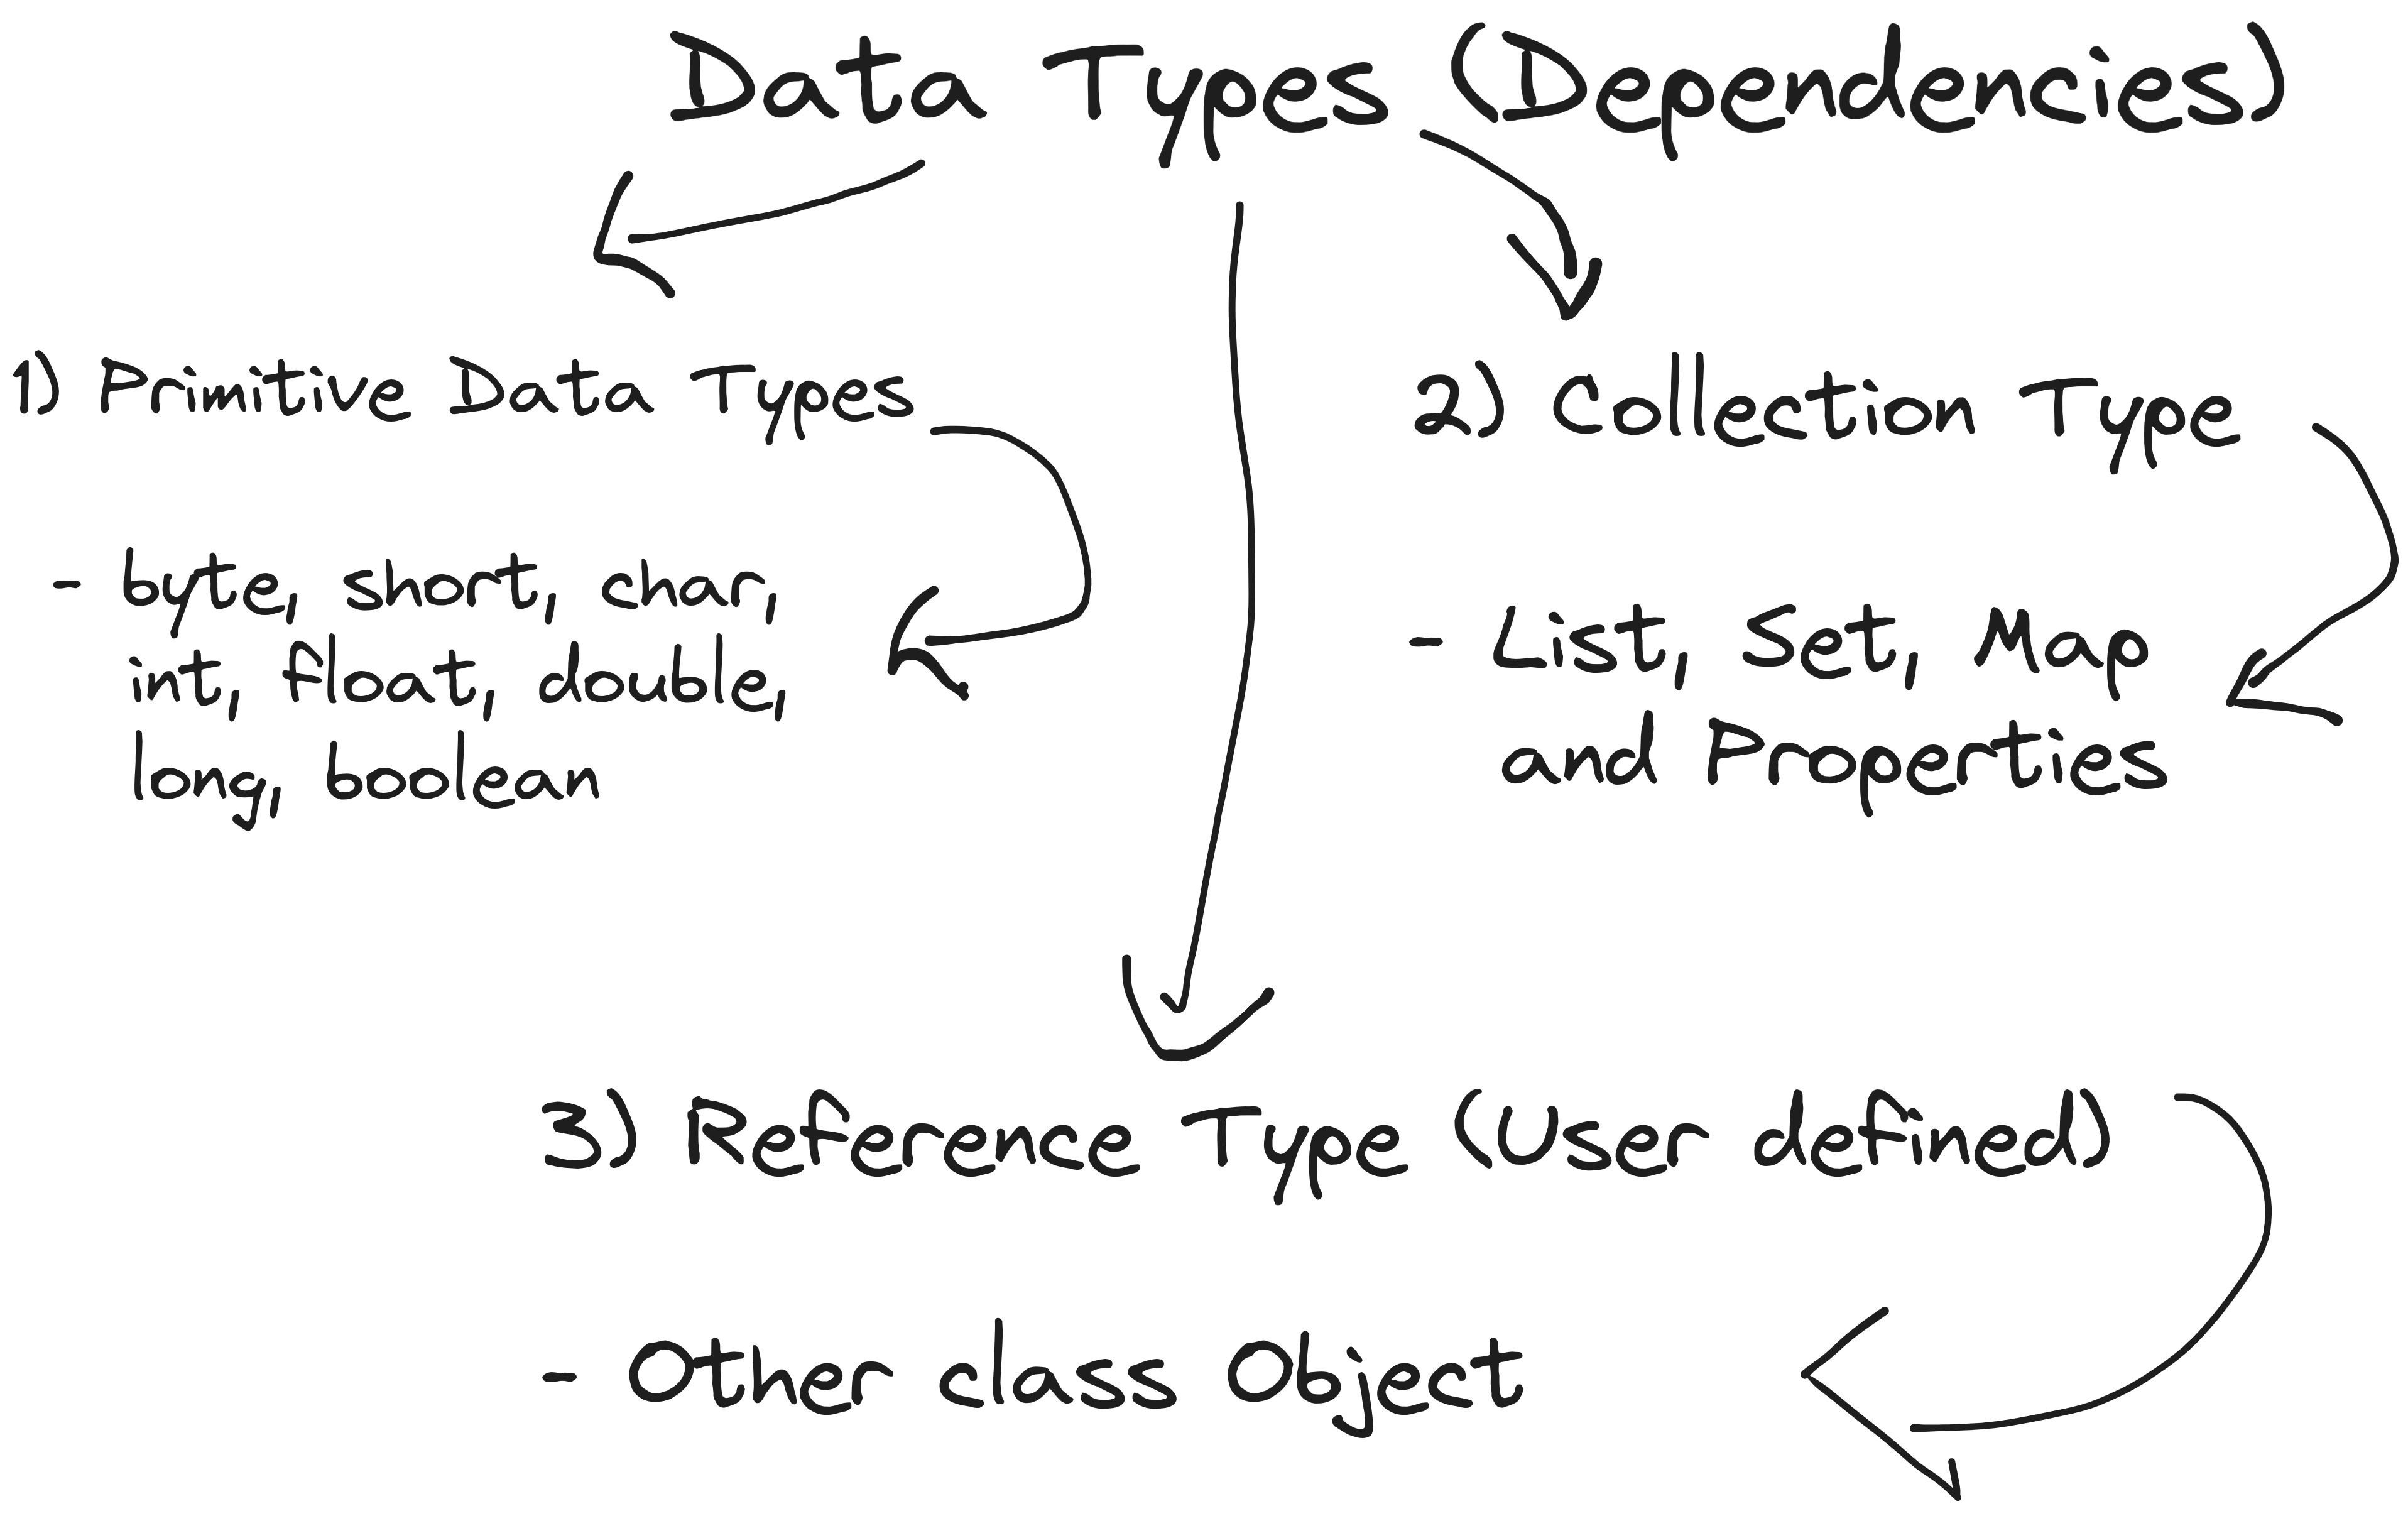 Data Types (Dependencies)
1) Primitive Data Types
- byte, short, char,
int, float, double,
long, boolean
2) Collection Type
- List, Set, Map
and Properties
3) Reference Type (User defined)
- Other class Object